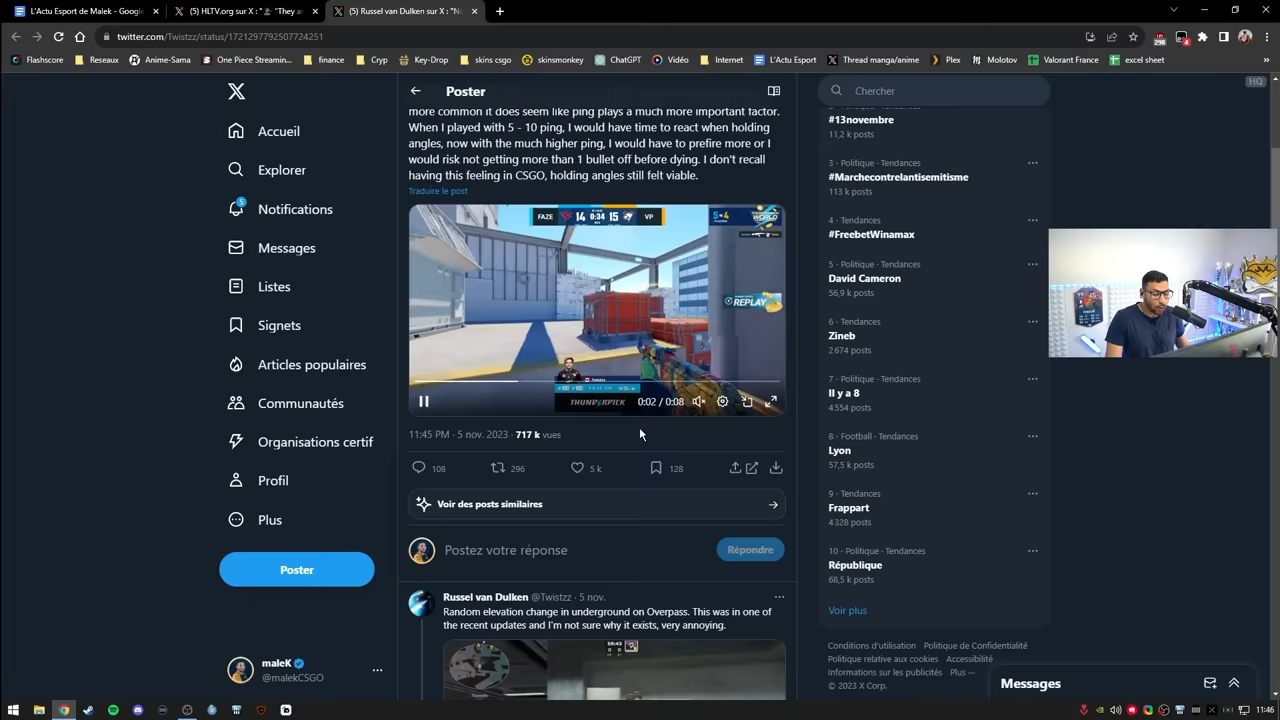 L'Actu Esport de Malek - Google
(5) HLTV.org sur X : "
"They a
(5) Russel van Dulken sur X : "No
twitter.com/Twistzz/status/1721297792507724251
Flashscore
Reseaux
Anime-Sama
One Piece Streamin...
finance
Cryp
Key-Drop
skins csgo
skinsmonkey
ChatGPT
Vidéo
Internet
L'Actu Esport
Thread manga/anime
Plex
Molotov
Valorant France
excel sheet
Accueil
Explorer
5
Notifications
Messages
Listes
Signets
Articles populaires
Communautés
Organisations certif
Profil
Plus
Poster
maleK
@malekCSGO
Poster
more common it does seem like ping plays a much more important factor.
When I played with 5 - 10 ping, I would have time to react when holding
angles, now with the much higher ping, I would have to prefire more or I
would risk not getting more than 1 bullet off before dying. I don't recall
having this feeling in CSGO, holding angles still felt viable.
Traduire le post
FAZE 14 0:34 15 VP
WORLD
REPLAY
Twistzz
THUNDERPICK
0:02 / 0:08
11:45 PM · 5 nov. 2023 · 717 k vues
108
296
5 k
128
Voir des posts similaires
Postez votre réponse
Répondre
Russel van Dulken @Twistzz · 5 nov.
Random elevation change in underground on Overpass. This was in one of
the recent updates and I'm not sure why it exists, very annoying.
Chercher
#13novembre
11,2 k posts
3 · Politique · Tendances
#Marchecontrelantisemitisme
113 k posts
4 · Tendances
#FreebetWinamax
5 · Politique · Tendances
David Cameron
56,9 k posts
6 · Tendances
Zineb
2 674 posts
7 · Politique · Tendances
Il y a 8
4 554 posts
8 · Football · Tendances
Lyon
57,5 k posts
9 · Tendances
Frappart
4 328 posts
10 · Politique · Tendances
République
68,5 k posts
Voir plus
Conditions d'utilisation Politique de Confidentialité
Politique relative aux cookies Accessibilité
Informations sur les publicités Plus ···
© 2023 X Corp.
Messages
HQ
11:46